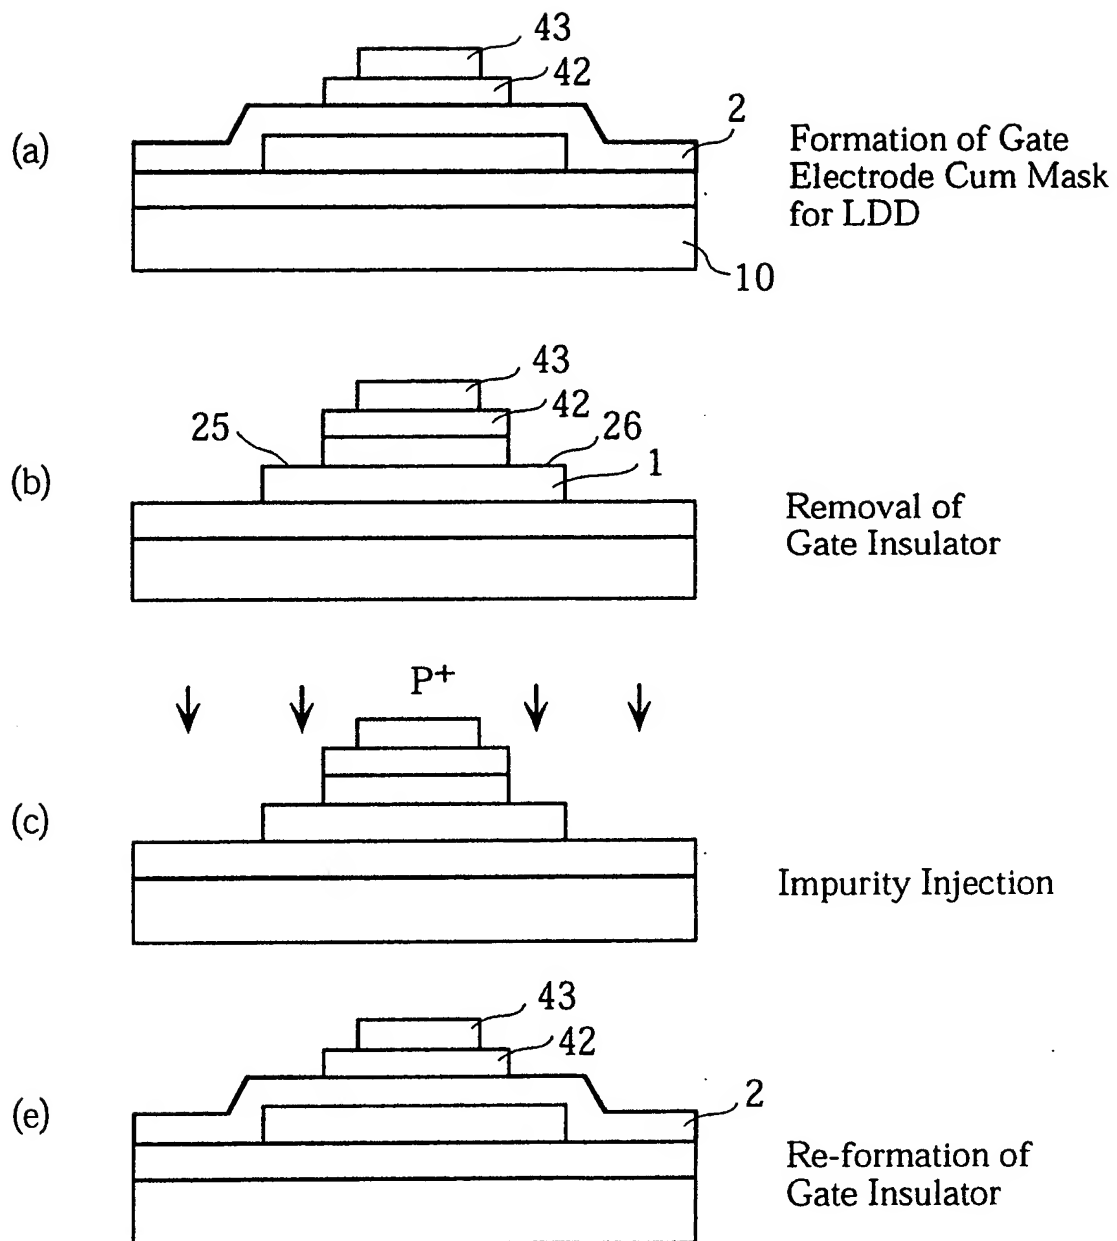 43
42
(a)
2
Formation of Gate
Electrode Cum Mask
for LDD
10
43
42
25
26
1
(b)
Removal of
Gate Insulator
P+
(c)
Impurity Injection
43
42
(e)
2
Re-formation of
Gate Insulator